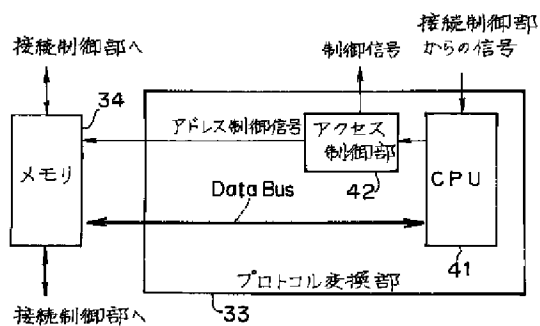 接続制御部へ
制御信号
接続制御部
からの信号
34
アドレス制御信号
アクセス
制御部
メモリ
CPU
42
Data Bus
41
プロトコル変換部
接続制御部へ
33